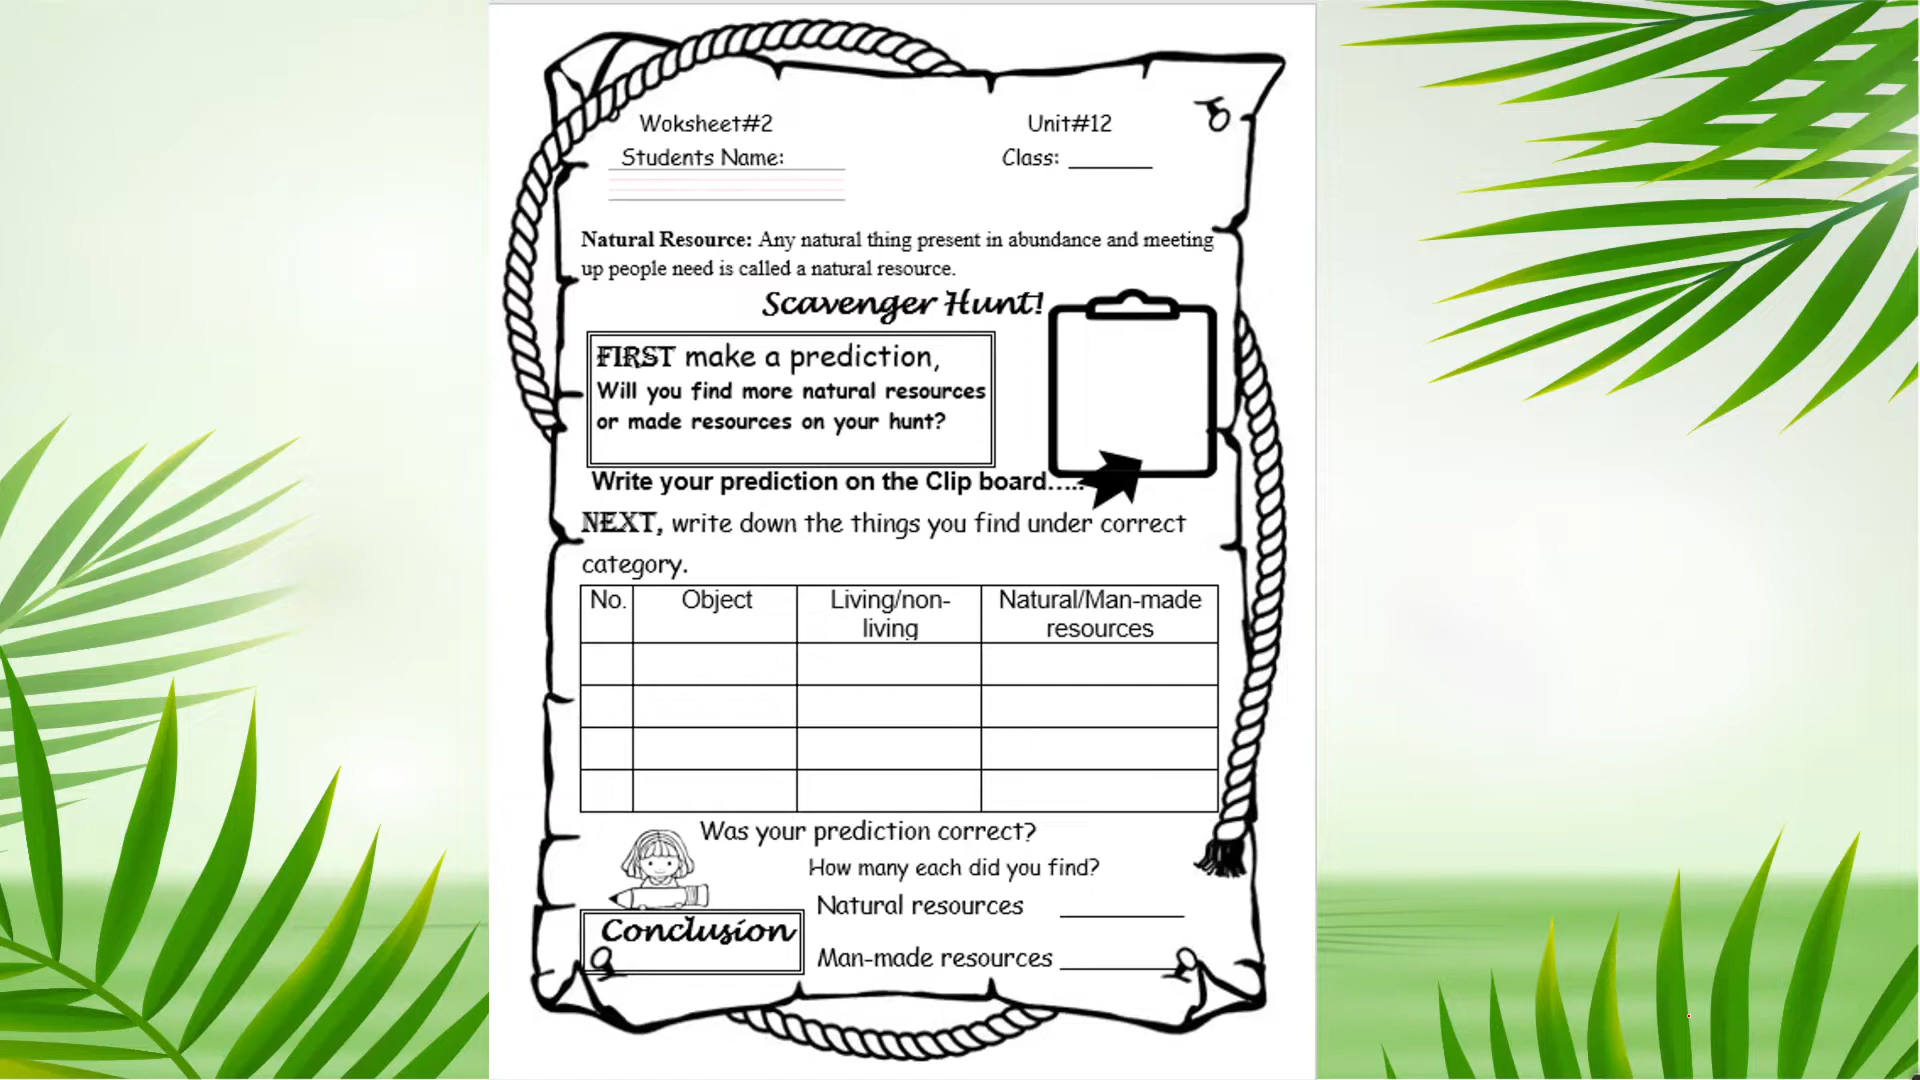 Woksheet#2 Unit#12
Students Name: Class: _______
Natural Resource: Any natural thing present in abundance and meeting
up people need is called a natural resource.
Scavenger Hunt!
FIRST make a prediction,
Will you find more natural resources
or made resources on your hunt?
Write your prediction on the Clip board.....
NEXT, write down the things you find under correct
category.
No. Object Living/non- Natural/Man-made
living resources
Was your prediction correct?
How many each did you find?
Natural resources __________
Conclusion
Man-made resources __________